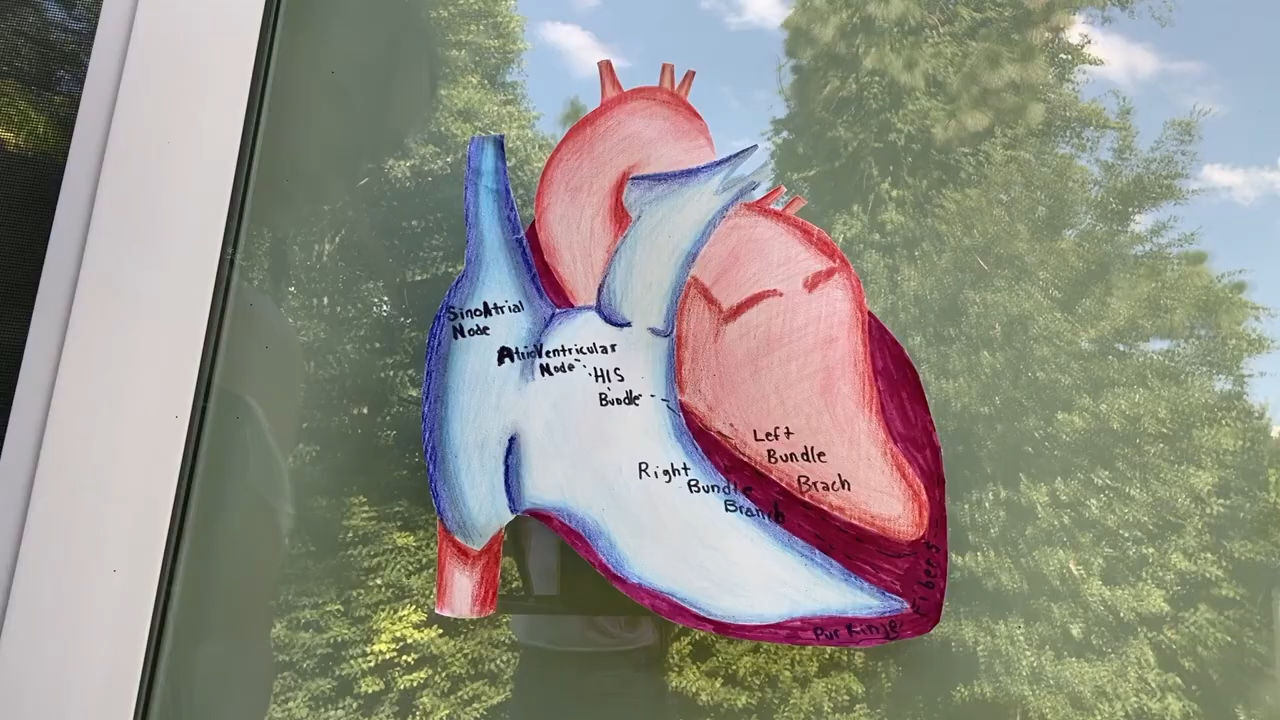 SinoAtrial
Node
AtrioVentricular
Node
HIS
Bundle
Left
Bundle
Brach
Right
Bundle
Branch
Purkinje
Fibers